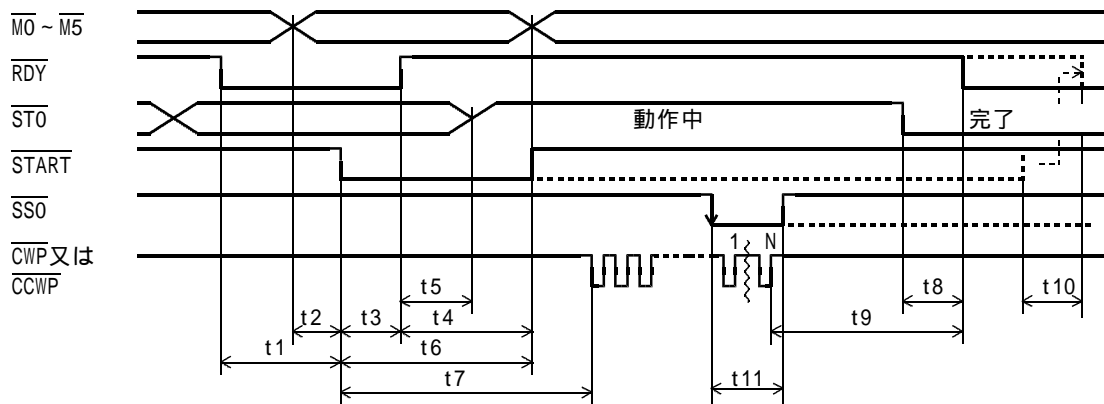 M0 ~ M5
RDY
ST0 動作中 完了
START
SS0
CWP又は 1 N
CCWP
t5 t8 t10
t2 t3 t4 t9
t1 t6
t7 t11